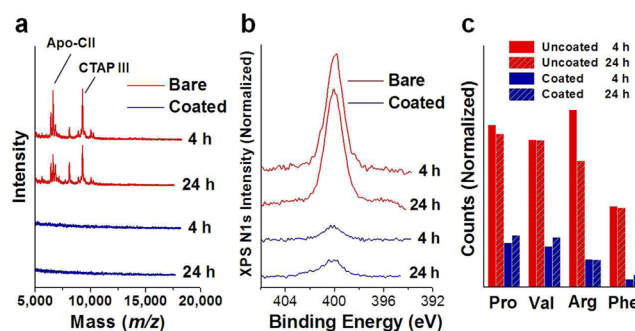 a
Apo-CII
CTAP III
Bare
Coated
4 h
24 h
4 h
24 h
Intensity
5,000 10,000 15,000 20,000
Mass (m/z)
b
Bare
Coated
4 h
24 h
4 h
24 h
XPS N1s Intensity (Normalized)
404 400 396 392
Binding Energy (eV)
c
Uncoated 4 h
Uncoated 24 h
Coated 4 h
Coated 24 h
Counts (Normalized)
Pro Val Arg Phe